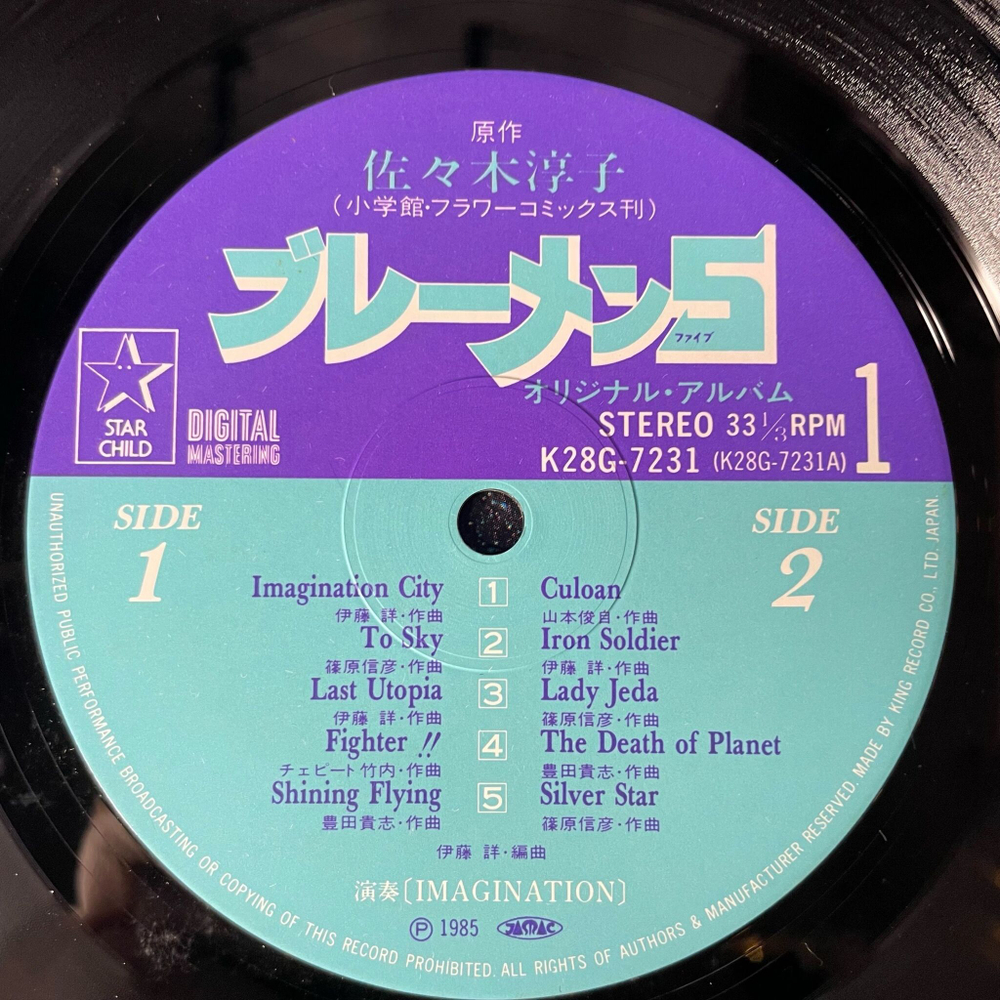 原作
佐々木淳子
(小学館・フラワーコミックス刊)
ブレーメン5
ファイブ
オリジナル・アルバム
STAR
CHILD
DIGITAL
MASTERING
STEREO 33 1/3 RPM
K28G-7231 (K28G-7231A)
1
SIDE
1
Imagination City
伊藤 詳・作曲
To Sky
篠原信彦・作曲
Last Utopia
伊藤 詳・作曲
Fighter !!
チェピート竹内・作曲
Shining Flying
豊田貴志・作曲
1
2
3
4
5
SIDE
2
Culoan
山本俊自・作曲
Iron Soldier
伊藤 詳・作曲
Lady Jeda
篠原信彦・作曲
The Death of Planet
豊田貴志・作曲
Silver Star
篠原信彦・作曲
伊藤 詳・編曲
演奏〔IMAGINATION〕
Ⓟ 1985 JASRAC
UNAUTHORIZED PUBLIC PERFORMANCE BROADCASTING OR COPYING OF THIS RECORD PROHIBITED. ALL RIGHTS OF AUTHORS & MANUFACTURER RESERVED. MADE BY KING RECORD CO., LTD. JAPAN.